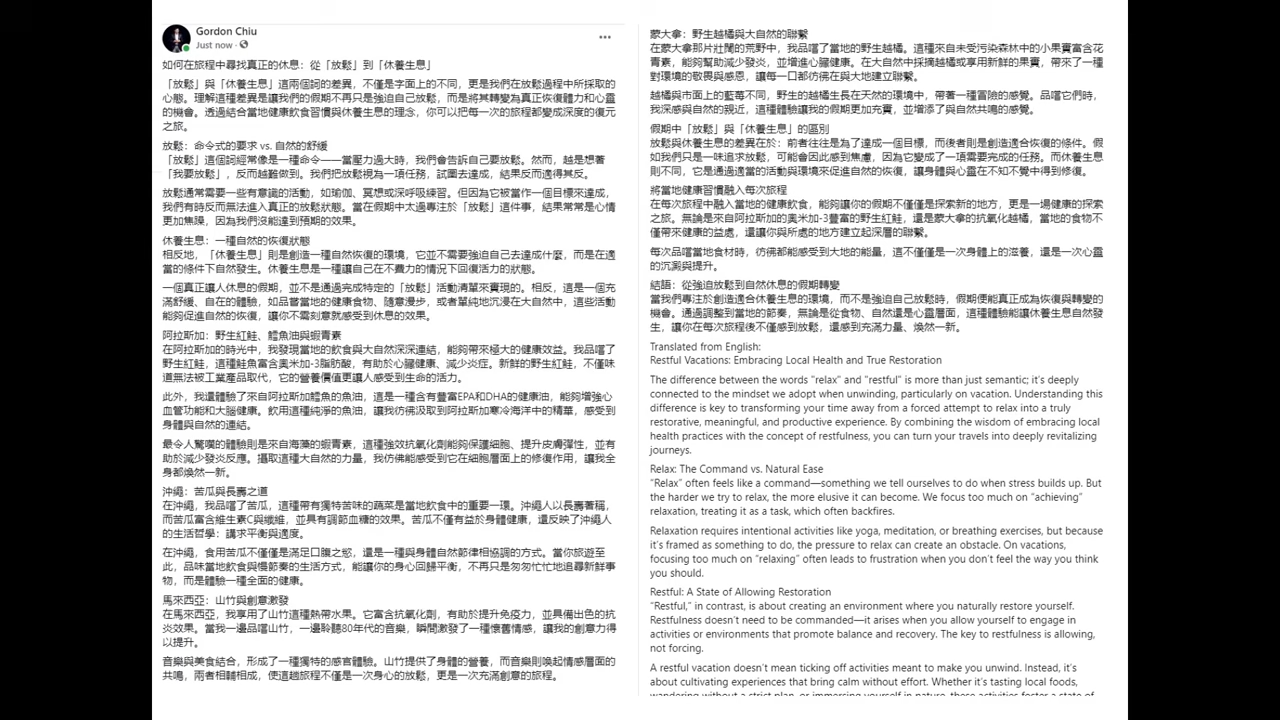 Gordon Chiu
Just now
如何在旅程中尋找真正的休息：從「放鬆」到「休養生息」
「放鬆」與「休養生息」這兩個詞的差異，不僅是字面上的不同，更是我們在放鬆過程中所採取的
心態。理解這種差異是讓我們的假期不再只是強迫自己放鬆，而是將其轉變為真正恢復體力和心靈
的機會。透過結合當地健康飲食習慣與休養生息的理念，你可以把每一次的旅程都變成深度的復元
之旅。
放鬆：命令式的要求 vs. 自然的舒緩
「放鬆」這個詞經常像是一種命令——當壓力過大時，我們會告訴自己要放鬆。然而，越是想著
「我要放鬆」，反而越難做到。我們把放鬆視為一項任務，試圖去達成，結果反而適得其反。
放鬆通常需要一些有意識的活動，如瑜伽、冥想或深呼吸練習。但因為它被當作一個目標來達成，
我們有時反而無法進入真正的放鬆狀態。當在假期中太過專注於「放鬆」這件事，結果常常是心情
更加焦躁，因為我們沒能達到預期的效果。
休養生息：一種自然的恢復狀態
相反地，「休養生息」則是創造一種自然恢復的環境，它並不需要強迫自己去達成什麼，而是在適
當的條件下自然發生。休養生息是一種讓自己在不費力的情況下回復活力的狀態。
一個真正讓人休息的假期，並不是通過完成特定的「放鬆」活動清單來實現的。相反，這是一個充
滿舒緩、自在的體驗，如品嘗當地的健康食物、隨意漫步，或者單純地沉浸在大自然中，這些活動
能夠促進自然的恢復，讓你不需刻意就感受到休息的效果。
阿拉斯加：野生紅鮭、鱈魚油與蝦青素
在阿拉斯加的時光中，我發現當地的飲食與大自然深深連結，能夠帶來極大的健康效益。我品嚐了
野生紅鮭，這種鮭魚富含奧米加-3脂肪酸，有助於心臟健康、減少炎症。新鮮的野生紅鮭，不僅味
道無法被工業產品取代，它的營養價值更讓人感受到生命的活力。
此外，我還體驗了來自阿拉斯加鱈魚的魚油，這是一種含有豐富EPA和DHA的健康油，能夠增強心
血管功能和大腦健康。飲用這種純淨的魚油，讓我彷彿汲取到阿拉斯加寒冷海洋中的精華，感受到
身體與自然的連結。
最令人驚嘆的體驗則是來自海藻的蝦青素，這種強效抗氧化劑能夠保護細胞、提升皮膚彈性，並有
助於減少發炎反應。攝取這種大自然的力量，我仿佛能感受到它在細胞層面上的修復作用，讓我全
身都煥然一新。
沖繩：苦瓜與長壽之道
在沖繩，我品嚐了苦瓜，這種帶有獨特苦味的蔬菜是當地飲食中的重要一環。沖繩人以長壽著稱，
而苦瓜富含維生素C與纖維，並具有調節血糖的效果。苦瓜不僅有益於身體健康，還反映了沖繩人
的生活哲學：講求平衡與適度。
在沖繩，食用苦瓜不僅僅是滿足口腹之慾，還是一種與身體自然節律相協調的方式。當你旅遊至
此，品味當地飲食與慢節奏的生活方式，能讓你的身心回歸平衡，不再只是匆匆忙忙地追尋新鮮事
物，而是體驗一種全面的健康。
馬來西亞：山竹與創意激發
在馬來西亞，我享用了山竹這種熱帶水果。它富含抗氧化劑，有助於提升免疫力，並具備出色的抗
炎效果。當我一邊品嚐山竹，一邊聆聽80年代的音樂，瞬間激發了一種懷舊情感，讓我的創意力得
以提升。
音樂與美食結合，形成了一種獨特的感官體驗。山竹提供了身體的營養，而音樂則喚起情感層面的
共鳴，兩者相輔相成，使這趟旅程不僅是一次身心的放鬆，更是一次充滿創意的旅程。
蒙大拿：野生越橘與大自然的聯繫
在蒙大拿那片壯闊的荒野中，我品嚐了當地的野生越橘。這種來自未受污染森林中的小果實富含花
青素，能夠幫助減少發炎，並增進心臟健康。在大自然中採摘越橘或享用新鮮的果實，帶來了一種
對環境的敬畏與感恩，讓每一口都彷彿在與大地建立聯繫。
越橘與市面上的藍莓不同，野生的越橘生長在天然的環境中，帶著一種冒險的感覺。品嚐它們時，
我深感與自然的親近，這種體驗讓我的假期更加充實，並增添了與自然共鳴的感覺。
假期中「放鬆」與「休養生息」的區別
放鬆與休養生息的差異在於：前者往往是為了達成一個目標，而後者則是創造適合恢復的條件。假
如我們只是一味追求放鬆，可能會因此感到焦慮，因為它變成了一項需要完成的任務。而休養生息
則不同，它是通過適當的活動與環境來促進自然的恢復，讓身體與心靈在不知不覺中得到修復。
將當地健康習慣融入每次旅程
在每次旅程中融入當地的健康飲食，能夠讓你的假期不僅僅是探索新的地方，更是一場健康的探索
之旅。無論是來自阿拉斯加的奧米加-3豐富的野生紅鮭，還是蒙大拿的抗氧化越橘，當地的食物不
僅帶來健康的益處，還讓你與所處的地方建立起深層的聯繫。
每次品嚐當地食材時，彷彿都能感受到大地的能量，這不僅僅是一次身體上的滋養，還是一次心靈
的沉澱與提升。
結語：從強迫放鬆到自然休息的假期轉變
當我們專注於創造適合休養生息的環境，而不是強迫自己放鬆時，假期便能真正成為恢復與轉變的
機會。通過調整到當地的節奏，無論是從食物、自然還是心靈層面，這種體驗能讓休養生息自然發
生，讓你在每次旅程後不僅感到放鬆，還感到充滿力量、煥然一新。
Translated from English:
Restful Vacations: Embracing Local Health and True Restoration
The difference between the words "relax" and "restful" is more than just semantic; it's deeply
connected to the mindset we adopt when unwinding, particularly on vacation. Understanding this
difference is key to transforming your time away from a forced attempt to relax into a truly
restorative, meaningful, and productive experience. By combining the wisdom of embracing local
health practices with the concept of restfulness, you can turn your travels into deeply revitalizing
journeys.
Relax: The Command vs. Natural Ease
"Relax" often feels like a command—something we tell ourselves to do when stress builds up. But
the harder we try to relax, the more elusive it can become. We focus too much on "achieving"
relaxation, treating it as a task, which often backfires.
Relaxation requires intentional activities like yoga, meditation, or breathing exercises, but because
it's framed as something to do, the pressure to relax can create an obstacle. On vacations,
focusing too much on "relaxing" often leads to frustration when you don't feel the way you think
you should.
Restful: A State of Allowing Restoration
"Restful," in contrast, is about creating an environment where you naturally restore yourself.
Restfulness doesn't need to be commanded—it arises when you allow yourself to engage in
activities or environments that promote balance and recovery. The key to restfulness is allowing,
not forcing.
A restful vacation doesn't mean ticking off activities meant to make you unwind. Instead, it's
about cultivating experiences that bring calm without effort. Whether it's tasting local foods,
wandering without a strict plan, or immersing yourself in nature, these activities foster a state of